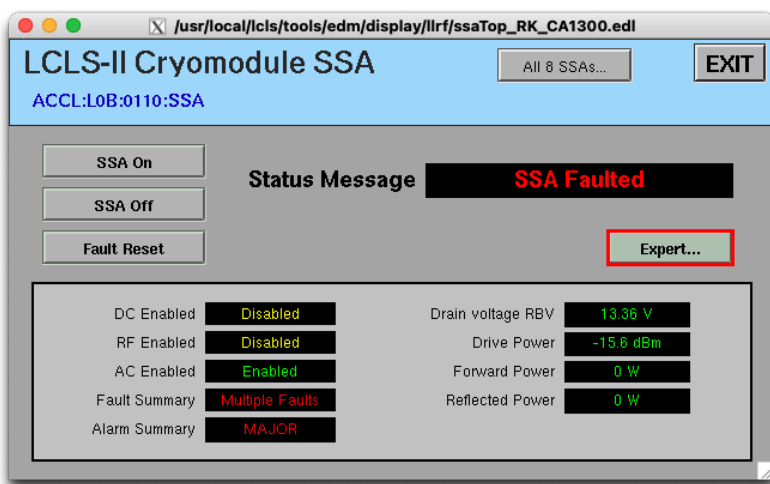 /usr/local/lcls/tools/edm/display/llrf/ssaTop_RK_CA1300.edl
LCLS-II Cryomodule SSA
All 8 SSAs...
EXIT
ACCL:L0B:0110:SSA
SSA On
Status Message
SSA Faulted
SSA Off
Fault Reset
Expert...
DC Enabled Disabled
RF Enabled Disabled
AC Enabled Enabled
Fault Summary Multiple Faults
Alarm Summary MAJOR
Drain voltage RBV 13.36 V
Drive Power -15.6 dBm
Forward Power 0 W
Reflected Power 0 W